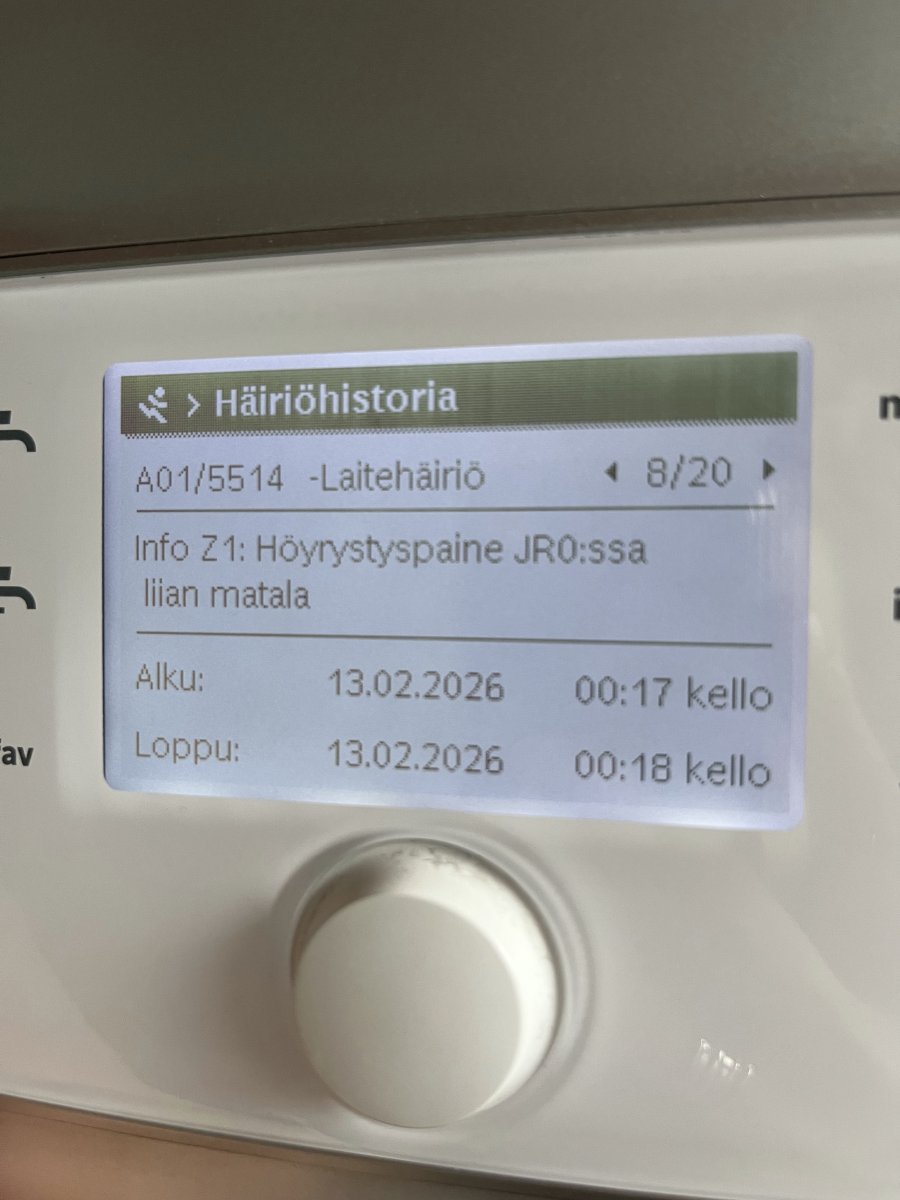 > Häiriöhistoria
A01/5514 -Laitehäiriö ◀ 8/20 ▶
Info Z1: Höyrystyspaine JR0:ssa
liian matala
Alku: 13.02.2026 00:17 kello
Loppu: 13.02.2026 00:18 kello
fav